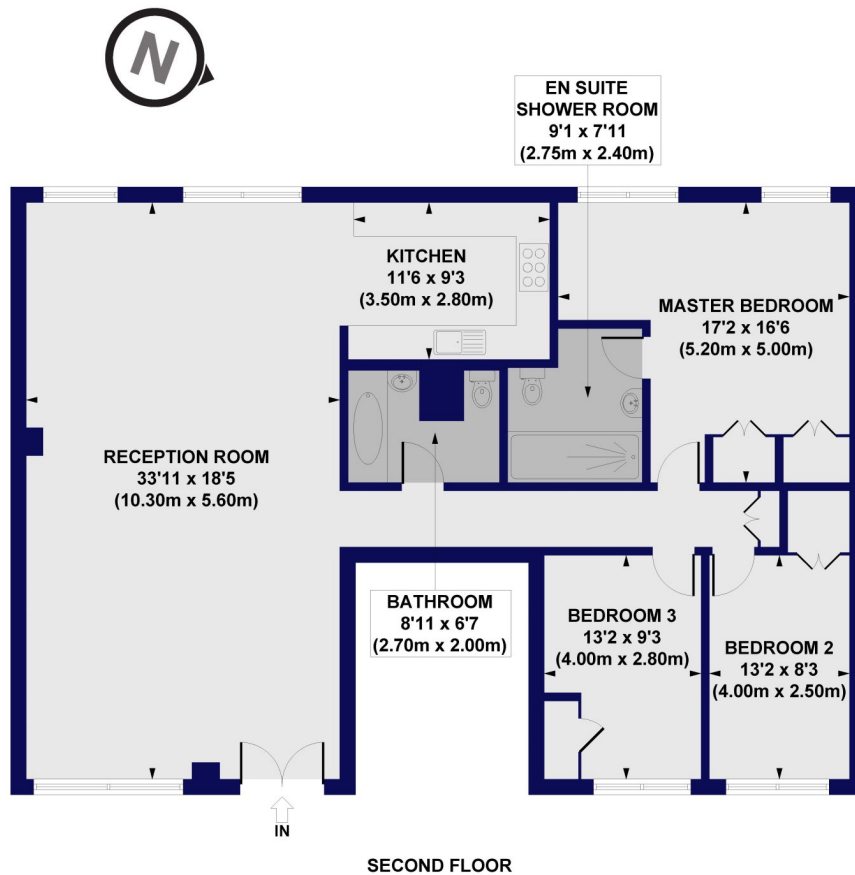 N
EN SUITE
SHOWER ROOM
9'1 x 7'11
(2.75m x 2.40m)
KITCHEN
11'6 x 9'3
(3.50m x 2.80m)
MASTER BEDROOM
17'2 x 16'6
(5.20m x 5.00m)
RECEPTION ROOM
33'11 x 18'5
(10.30m x 5.60m)
BATHROOM
8'11 x 6'7
(2.70m x 2.00m)
BEDROOM 3
13'2 x 9'3
(4.00m x 2.80m)
BEDROOM 2
13'2 x 8'3
(4.00m x 2.50m)
IN
SECOND FLOOR